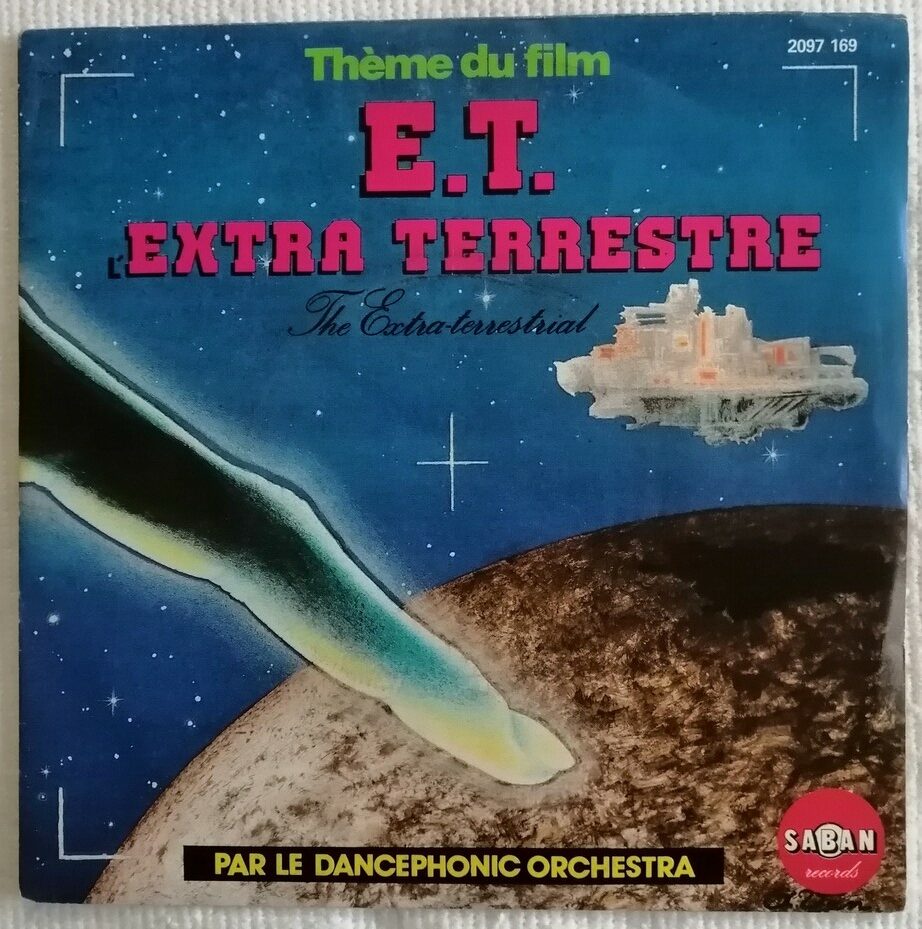 2097 169
Thème du film
E.T.
L'EXTRA TERRESTRE
The Extra-terrestrial
PAR LE DANCEPHONIC ORCHESTRA
SABAN
records